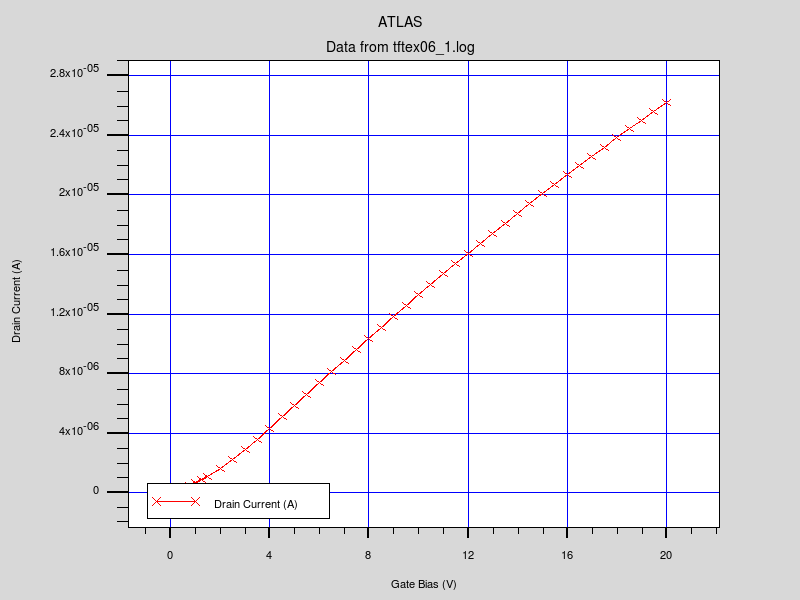 ATLAS
Data from tftex06_1.log
2.8x10-05
2.4x10-05
2x10-05
1.6x10-05
1.2x10-05
8x10-06
4x10-06
0
Drain Current (A)
Drain Current (A)
0 4 8 12 16 20
Gate Bias (V)